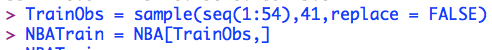 > TrainObs = sample(seq(1:54),41,replace = FALSE)
> NBATrain = NBA[TrainObs,]